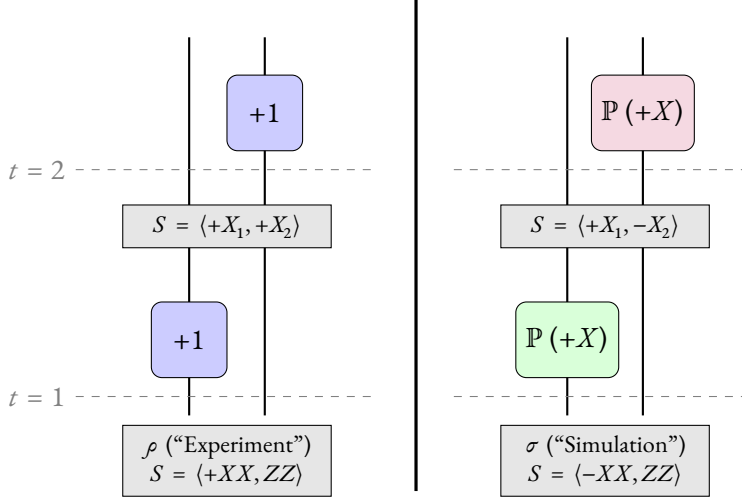 +1
ℙ (+X)
t = 2
S = ⟨+X₁, +X₂⟩
S = ⟨+X₁, −X₂⟩
+1
ℙ (+X)
t = 1
ρ (“Experiment”)
S = ⟨+XX, ZZ⟩
σ (“Simulation”)
S = ⟨−XX, ZZ⟩